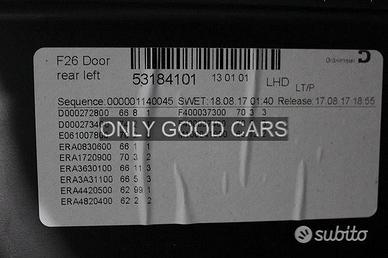 F26 Door
rear left
53184101
13 01 01
LHD
LT/P
D
Sequence: 000001140045 SWET: 18.08.17 01:40 Release: 17.08.17 18:55
D000272800 66 8 1 F400037300 70 3 3
D00027340
E061007800
ONLY GOOD CARS
ERA0830600 66 1 1
ERA1720900 70 3 2
ERA3630100 66 11 3
ERA3A31100 66 5 3
ERA4420500 62 99 1
ERA4820400 62 2 2
subito